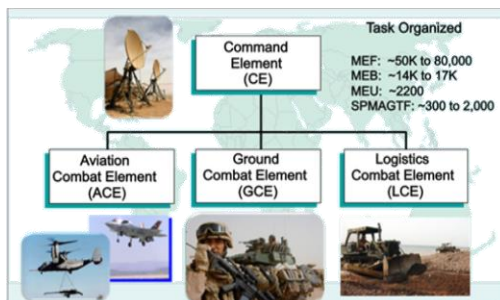 Task Organized
MEF: ~50K to 80,000
MEB: ~14K to 17K
MEU: ~2200
SPMAGTF: ~300 to 2,000
Command
Element
(CE)
Aviation
Combat Element
(ACE)
Ground
Combat Element
(GCE)
Logistics
Combat Element
(LCE)